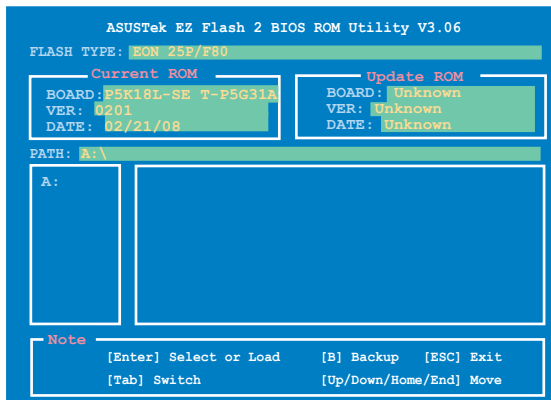 ASUSTek EZ Flash 2 BIOS ROM Utility V3.06
FLASH TYPE: EON 25P/F80
Current ROM
BOARD: P5K18L-SE T-P5G31A
VER: 0201
DATE: 02/21/08
Update ROM
BOARD: Unknown
VER: Unknown
DATE: Unknown
PATH: A:\
A:
Note
[Enter] Select or Load [B] Backup [ESC] Exit
[Tab] Switch [Up/Down/Home/End] Move